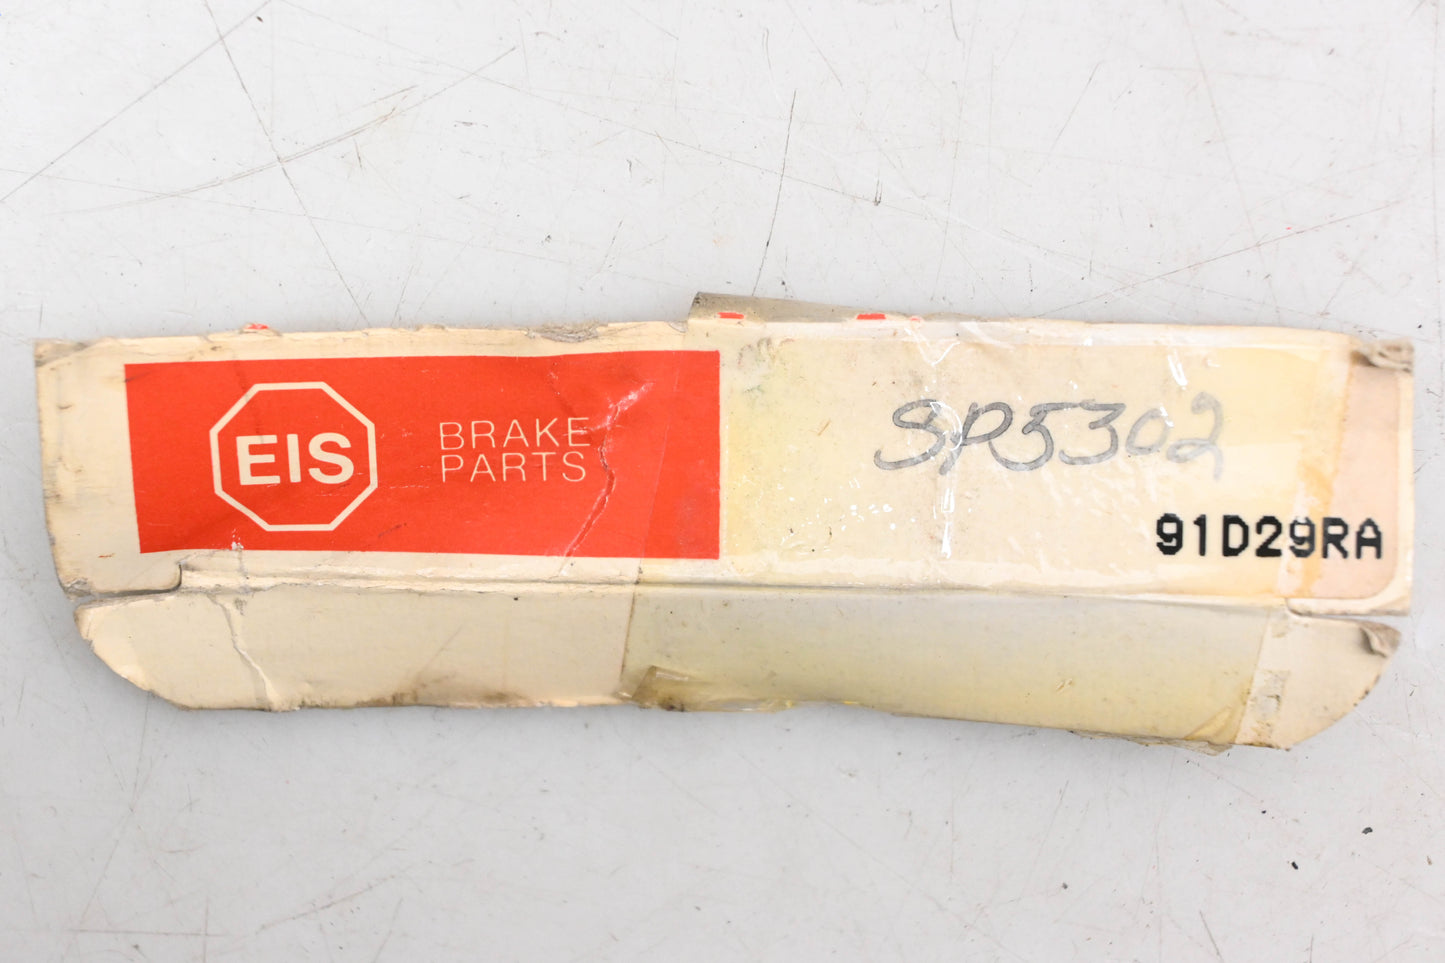 EIS
BRAKE
PARTS
SP5302
91D29RA